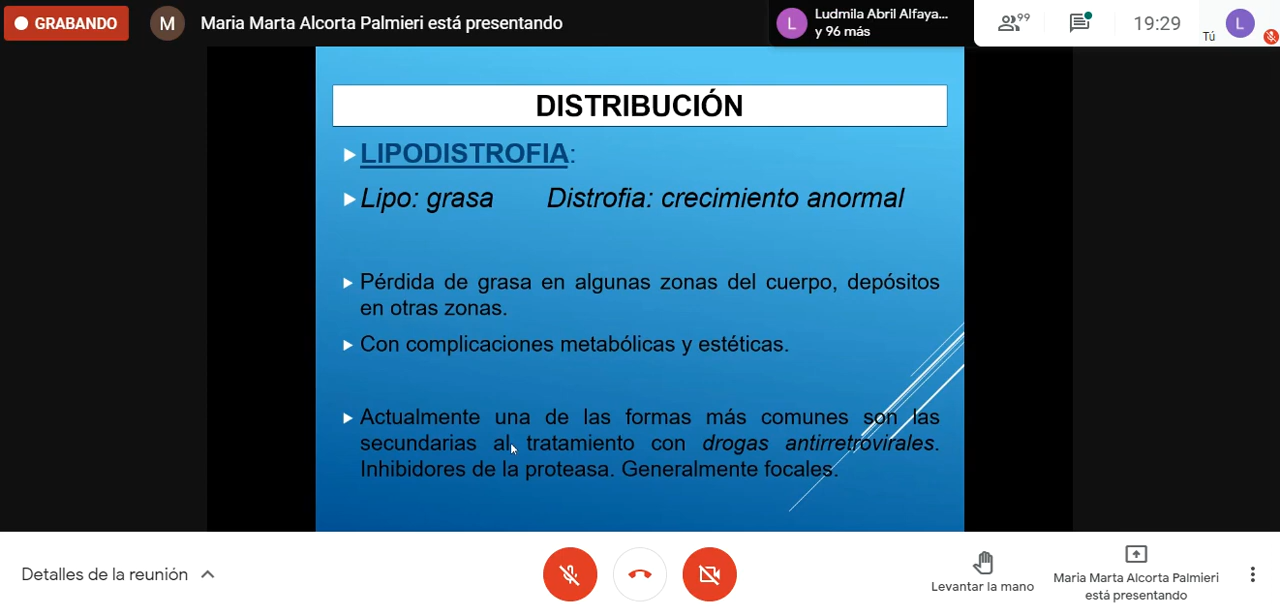 GRABANDO
M
Maria Marta Alcorta Palmieri está presentando
L
Ludmila Abril Alfaya...
y 96 más
99
19:29
Tú
L
DISTRIBUCIÓN
LIPODISTROFIA:
Lipo: grasa Distrofia: crecimiento anormal
Pérdida de grasa en algunas zonas del cuerpo, depósitos
en otras zonas.
Con complicaciones metabólicas y estéticas.
Actualmente una de las formas más comunes son las
secundarias al tratamiento con drogas antirretrovirales.
Inhibidores de la proteasa. Generalmente focales.
Detalles de la reunión
Levantar la mano
Maria Marta Alcorta Palmieri
está presentando